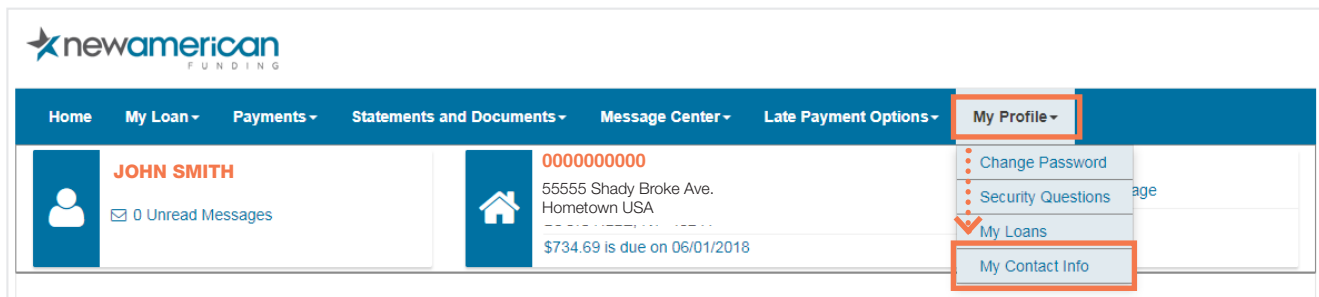 newamerican
FUNDING
Home My Loan Payments Statements and Documents Message Center Late Payment Options My Profile
JOHN SMITH
0 Unread Messages
0000000000
55555 Shady Broke Ave.
Hometown USA
$734.69 is due on 06/01/2018
Change Password
Security Questions
My Loans
My Contact Info
age